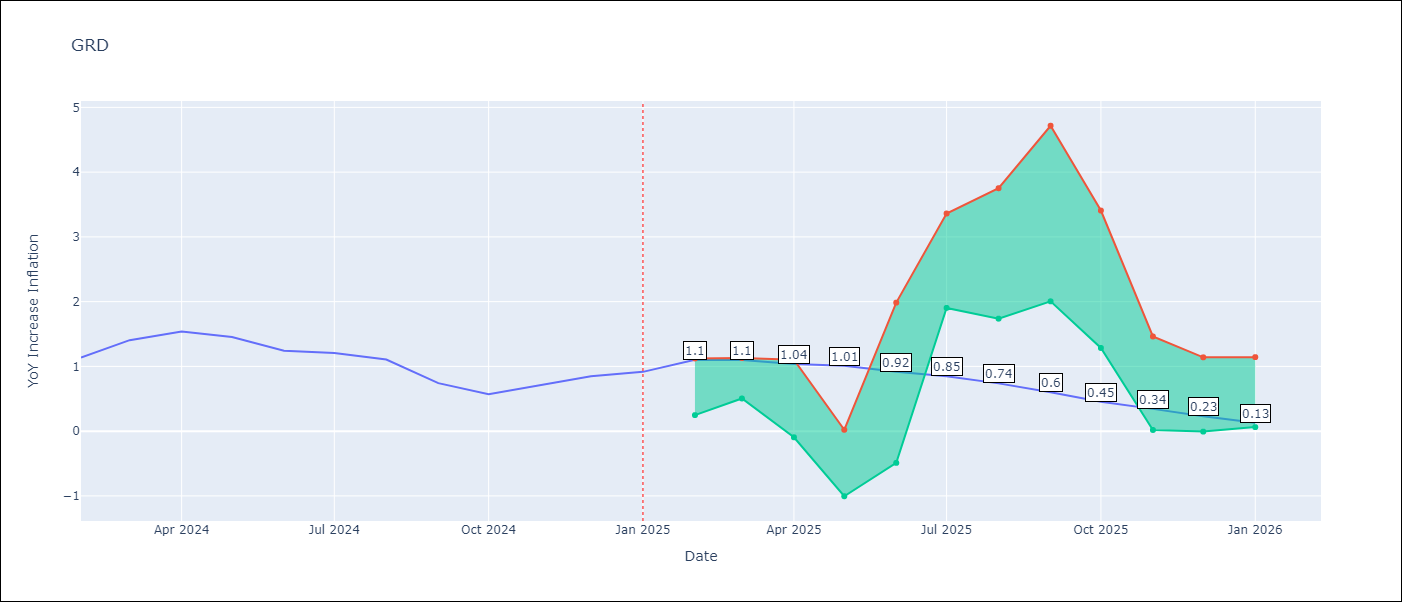 GRD
YoY Increase Inflation
5
4
3
2
1
0
−1
1.1
1.1
1.04
1.01
0.92
0.85
0.74
0.6
0.45
0.34
0.23
0.13
Apr 2024
Jul 2024
Oct 2024
Jan 2025
Apr 2025
Jul 2025
Oct 2025
Jan 2026
Date